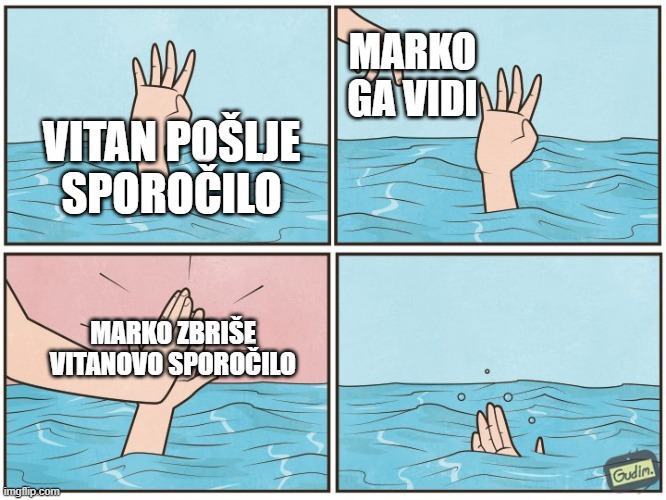 VITAN POŠLJE
SPOROČILO
MARKO
GA VIDI
MARKO ZBRIŠE
VITANOVO SPOROČILO
Gudim.
imgflip.com